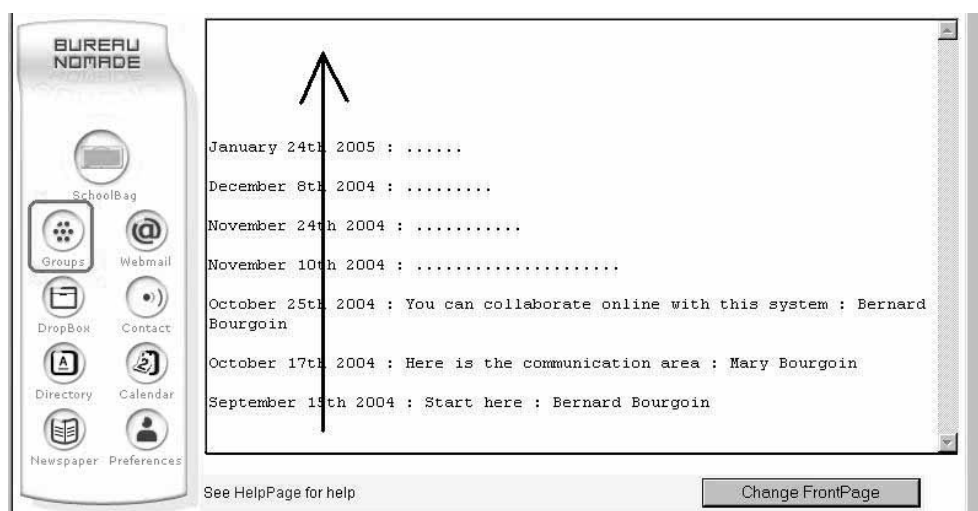 BUREAU
NOMADE
SchoolBag
Groups
Webmail
DropBox
Contact
Directory
Calendar
Newspaper
Preferences
January 24th 2005 : ......
December 8th 2004 : .........
November 24th 2004 : ...........
November 10th 2004 : .....................
October 25th 2004 : You can collaborate online with this system : Bernard
Bourgoin
October 17th 2004 : Here is the communication area : Mary Bourgoin
September 15th 2004 : Start here : Bernard Bourgoin
See HelpPage for help
Change FrontPage